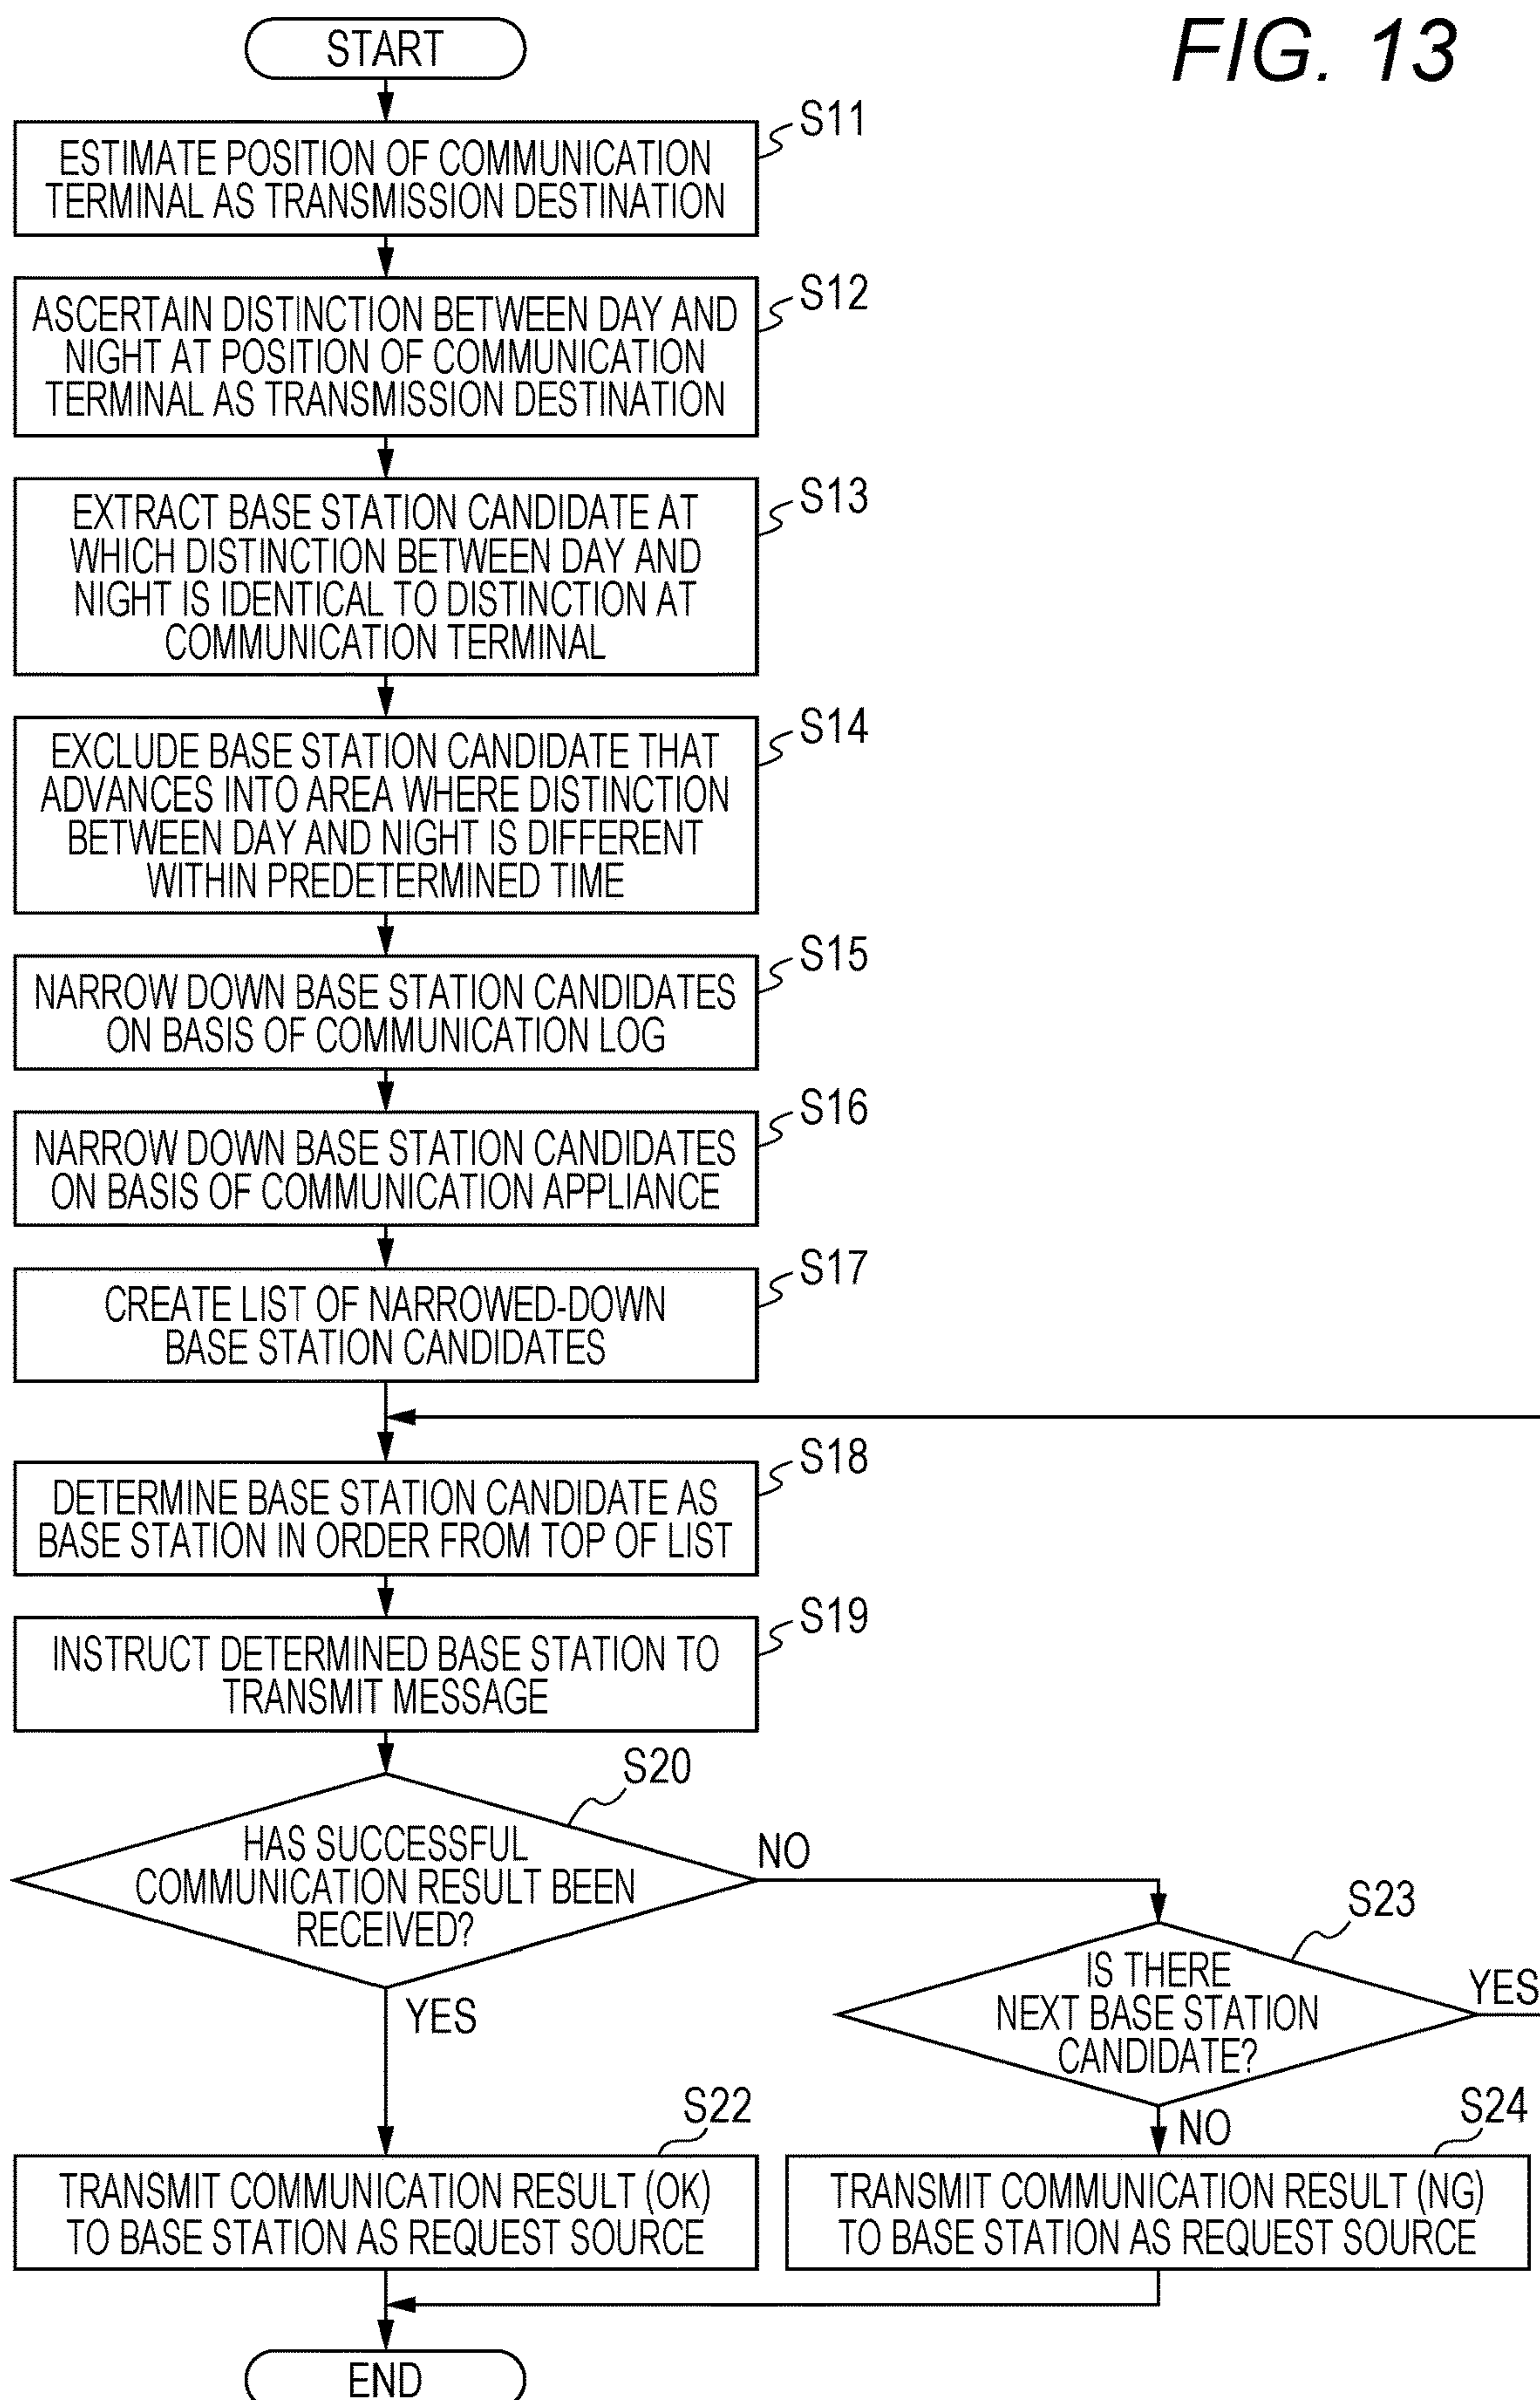 FIG. 13
START
S11
ESTIMATE POSITION OF COMMUNICATION
TERMINAL AS TRANSMISSION DESTINATION
S12
ASCERTAIN DISTINCTION BETWEEN DAY AND
NIGHT AT POSITION OF COMMUNICATION
TERMINAL AS TRANSMISSION DESTINATION
S13
EXTRACT BASE STATION CANDIDATE AT
WHICH DISTINCTION BETWEEN DAY AND
NIGHT IS IDENTICAL TO DISTINCTION AT
COMMUNICATION TERMINAL
S14
EXCLUDE BASE STATION CANDIDATE THAT
ADVANCES INTO AREA WHERE DISTINCTION
BETWEEN DAY AND NIGHT IS DIFFERENT
WITHIN PREDETERMINED TIME
S15
NARROW DOWN BASE STATION CANDIDATES
ON BASIS OF COMMUNICATION LOG
S16
NARROW DOWN BASE STATION CANDIDATES
ON BASIS OF COMMUNICATION APPLIANCE
S17
CREATE LIST OF NARROWED-DOWN
BASE STATION CANDIDATES
S18
DETERMINE BASE STATION CANDIDATE AS
BASE STATION IN ORDER FROM TOP OF LIST
S19
INSTRUCT DETERMINED BASE STATION TO
TRANSMIT MESSAGE
S20
HAS SUCCESSFUL
COMMUNICATION RESULT BEEN
RECEIVED?
NO
YES
S23
IS THERE
NEXT BASE STATION
CANDIDATE?
YES
NO
S22
TRANSMIT COMMUNICATION RESULT (OK)
TO BASE STATION AS REQUEST SOURCE
S24
TRANSMIT COMMUNICATION RESULT (NG)
TO BASE STATION AS REQUEST SOURCE
END